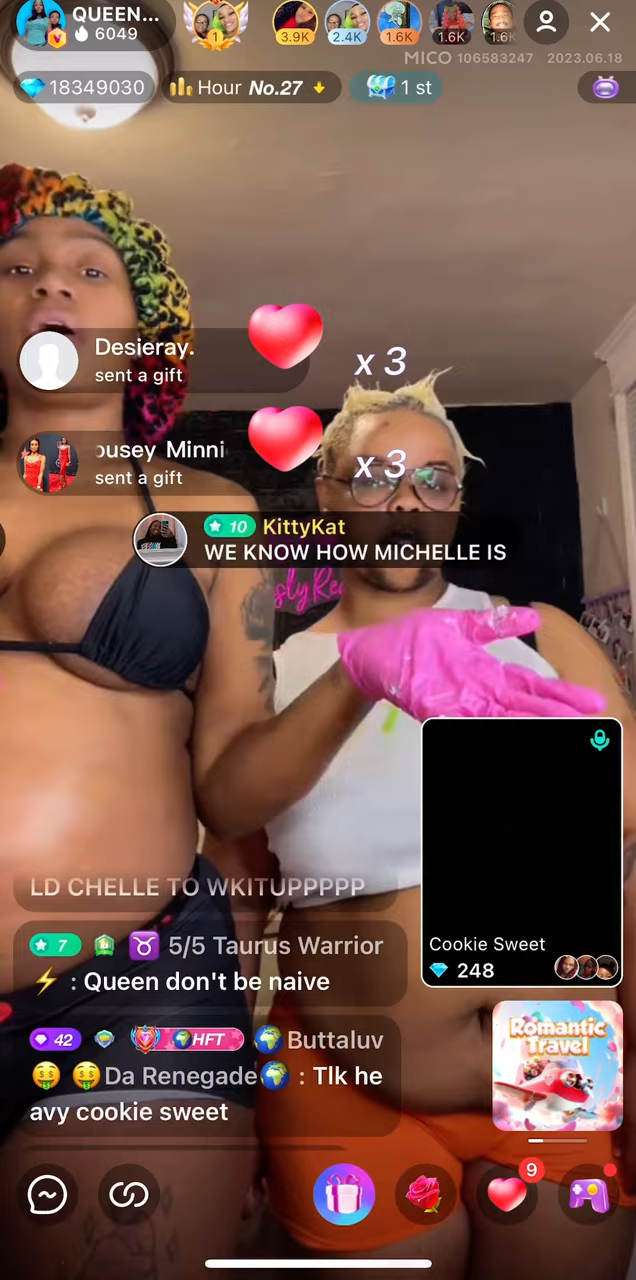 QUEEN...
6049
1
3.9K
2.4K
1.6K
1.6K
1.6K
MICO 106583247 2023.06.18
18349030
Hour No.27
1 st
Desieray.
sent a gift
x 3
ousey Minni
sent a gift
x 3
10 KittyKat
WE KNOW HOW MICHELLE IS
slyRe
LD CHELLE TO WKITUPPPPP
7 5/5 Taurus Warrior
: Queen don't be naive
42 HFT Buttaluv
Da Renegade : Tlk he
avy cookie sweet
Cookie Sweet
248
Romantic
Travel
9